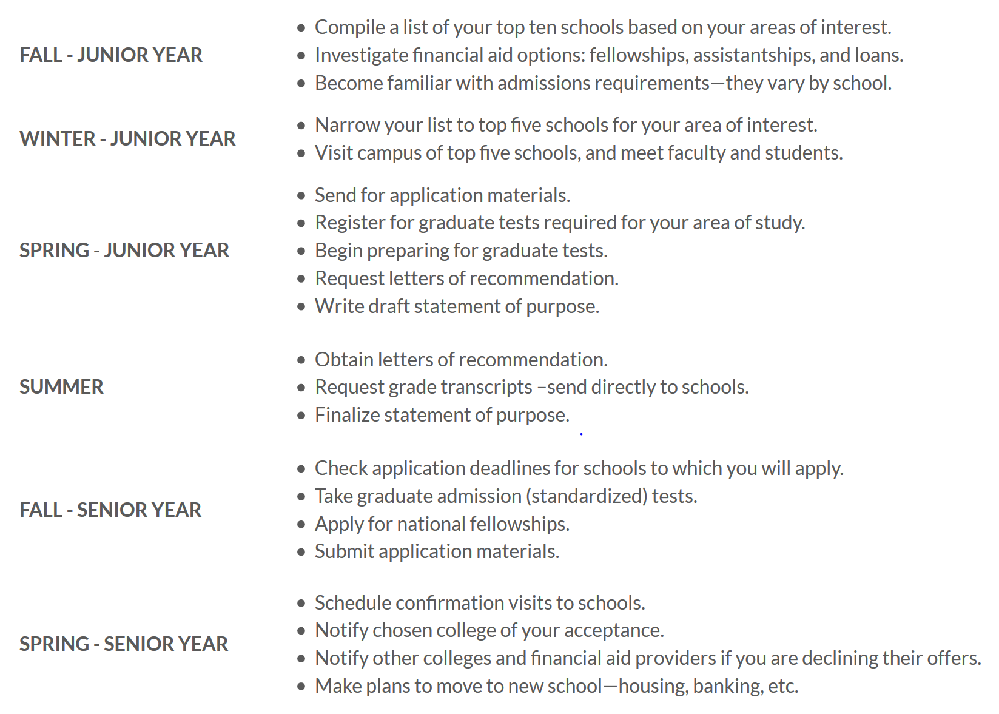 FALL - JUNIOR YEAR
• Compile a list of your top ten schools based on your areas of interest.
• Investigate financial aid options: fellowships, assistantships, and loans.
• Become familiar with admissions requirements—they vary by school.
WINTER - JUNIOR YEAR
• Narrow your list to top five schools for your area of interest.
• Visit campus of top five schools, and meet faculty and students.
SPRING - JUNIOR YEAR
• Send for application materials.
• Register for graduate tests required for your area of study.
• Begin preparing for graduate tests.
• Request letters of recommendation.
• Write draft statement of purpose.
SUMMER
• Obtain letters of recommendation.
• Request grade transcripts –send directly to schools.
• Finalize statement of purpose.
FALL - SENIOR YEAR
• Check application deadlines for schools to which you will apply.
• Take graduate admission (standardized) tests.
• Apply for national fellowships.
• Submit application materials.
SPRING - SENIOR YEAR
• Schedule confirmation visits to schools.
• Notify chosen college of your acceptance.
• Notify other colleges and financial aid providers if you are declining their offers.
• Make plans to move to new school—housing, banking, etc.